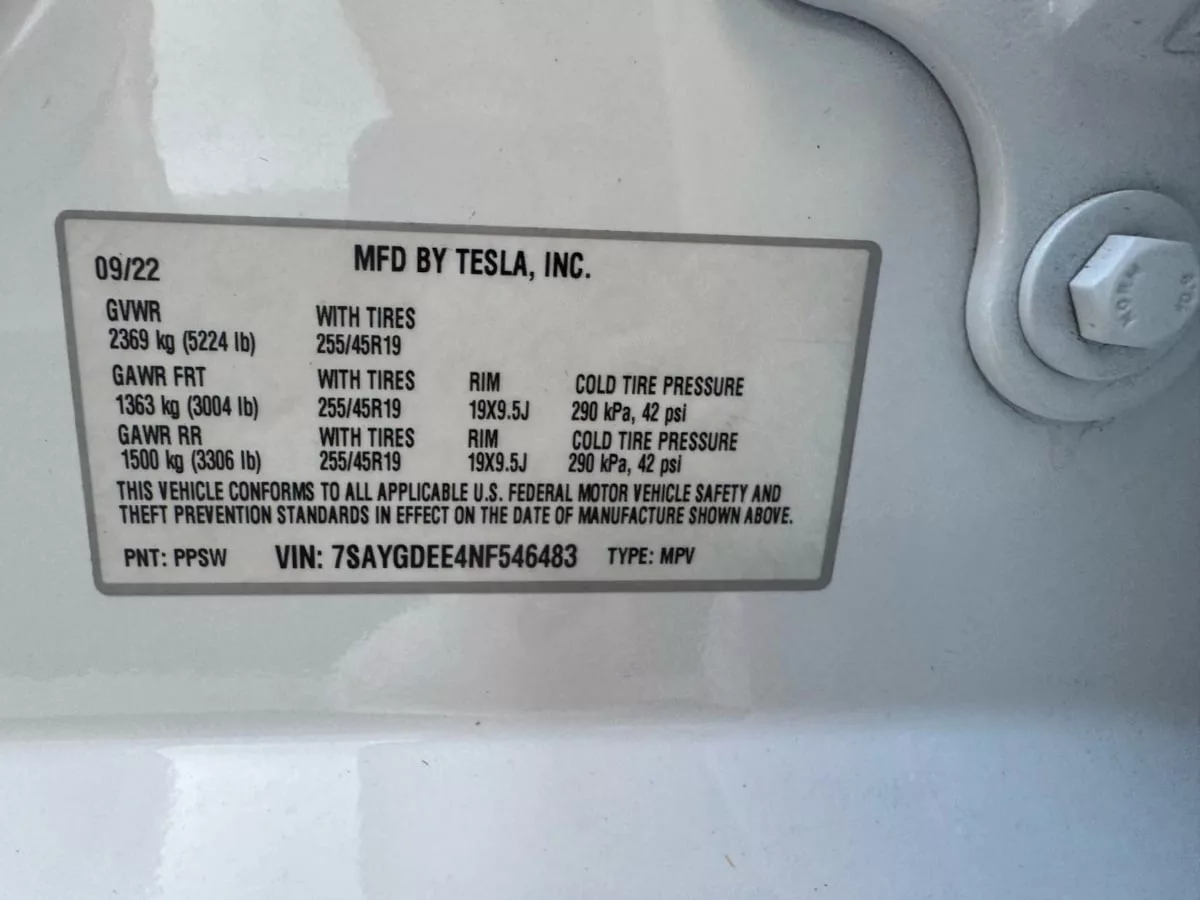 09/22 MFD BY TESLA, INC.
GVWR WITH TIRES
2369 kg (5224 lb) 255/45R19
GAWR FRT WITH TIRES RIM COLD TIRE PRESSURE
1363 kg (3004 lb) 255/45R19 19X9.5J 290 kPa, 42 psi
GAWR RR WITH TIRES RIM COLD TIRE PRESSURE
1500 kg (3306 lb) 255/45R19 19X9.5J 290 kPa, 42 psi
THIS VEHICLE CONFORMS TO ALL APPLICABLE U.S. FEDERAL MOTOR VEHICLE SAFETY AND
THEFT PREVENTION STANDARDS IN EFFECT ON THE DATE OF MANUFACTURE SHOWN ABOVE.
PNT: PPSW VIN: 7SAYGDEE4NF546483 TYPE: MPV